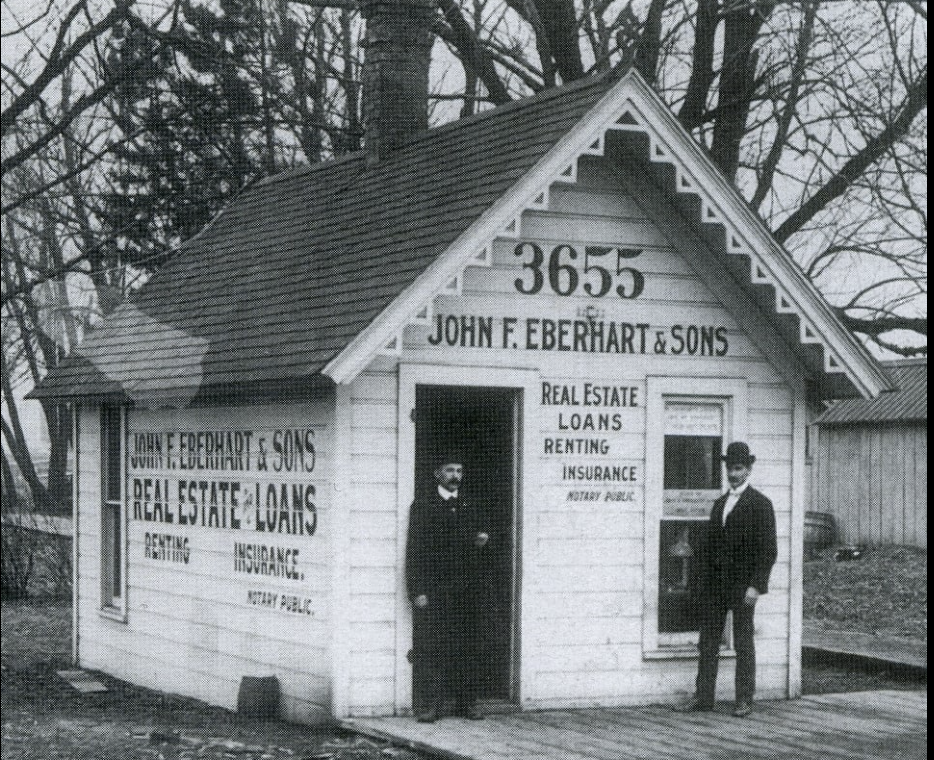 3655
JOHN F. EBERHART & SONS
REAL ESTATE
LOANS
RENTING
INSURANCE
NOTARY PUBLIC.
JOHN F. EBERHART & SONS
REAL ESTATE AND LOANS
RENTING INSURANCE.
NOTARY PUBLIC.